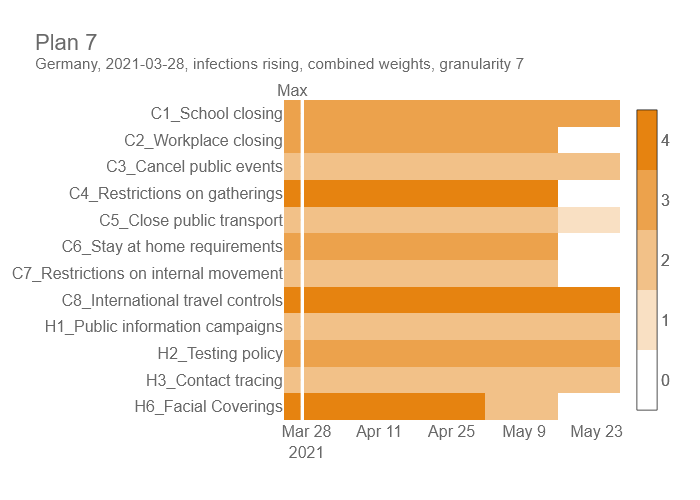 Plan 7
Germany, 2021-03-28, infections rising, combined weights, granularity 7
Max
C1_School closing
C2_Workplace closing
C3_Cancel public events
C4_Restrictions on gatherings
C5_Close public transport
C6_Stay at home requirements
C7_Restrictions on internal movement
C8_International travel controls
H1_Public information campaigns
H2_Testing policy
H3_Contact tracing
H6_Facial Coverings
4
3
2
1
0
Mar 28 Apr 11 Apr 25 May 9 May 23
2021